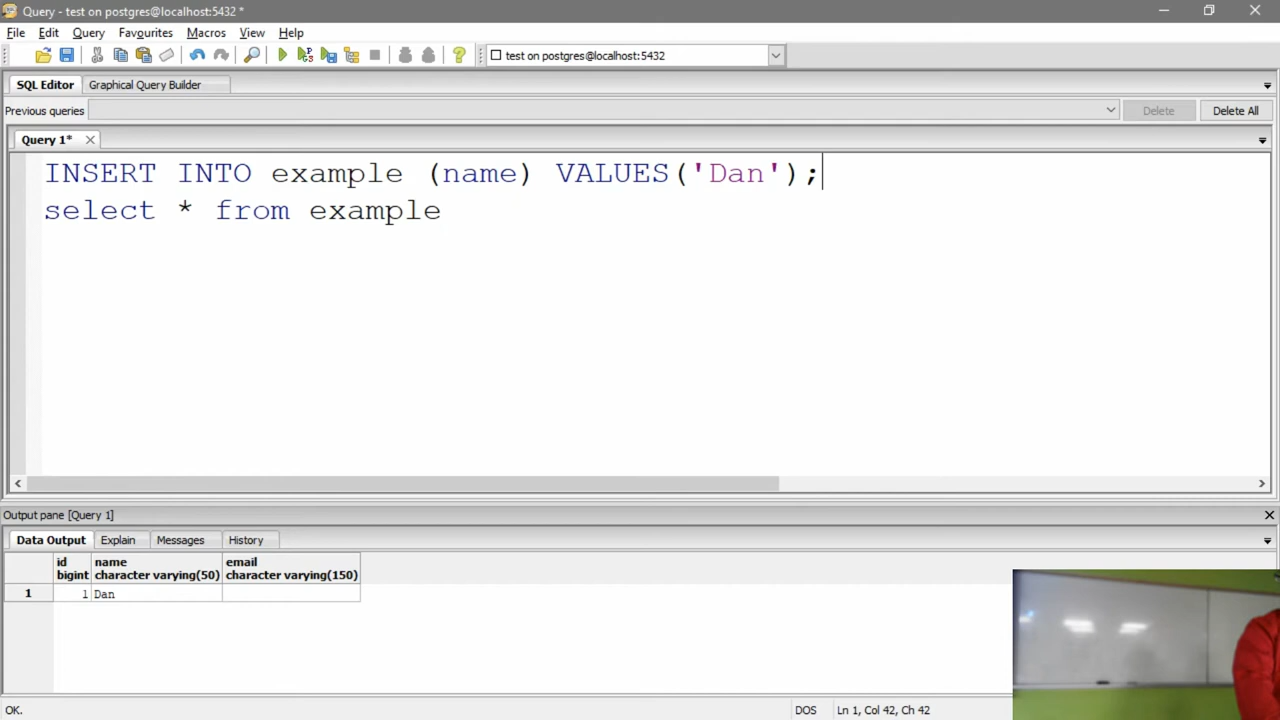 Query - test on postgres@localhost:5432 *
File Edit Query Favourites Macros View Help
test on postgres@localhost:5432
SQL Editor Graphical Query Builder
Previous queries Delete Delete All
Query 1*
INSERT INTO example (name) VALUES('Dan');
select * from example
Output pane [Query 1]
Data Output Explain Messages History
id name email
bigint character varying(50) character varying(150)
1 1 Dan
OK. DOS Ln 1, Col 42, Ch 42